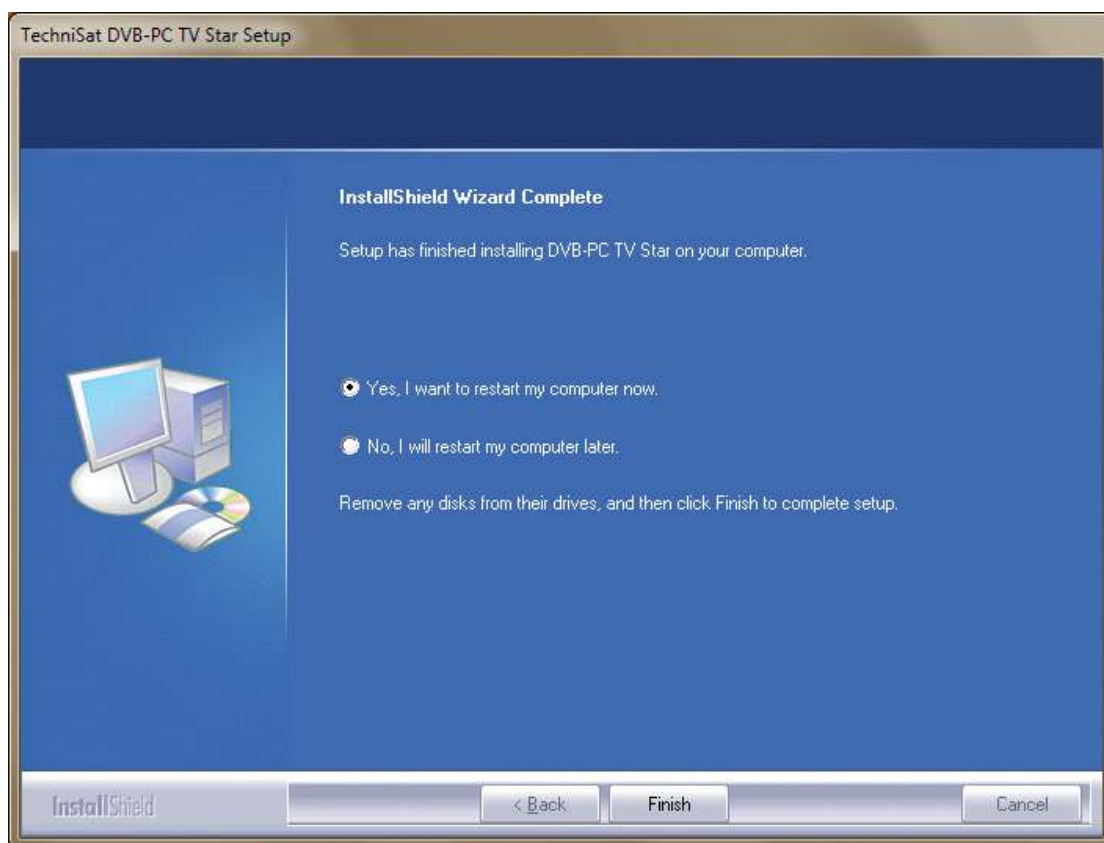 TechniSat DVB-PC TV Star Setup
InstallShield Wizard Complete
Setup has finished installing DVB-PC TV Star on your computer.
Yes, I want to restart my computer now.
No, I will restart my computer later.
Remove any disks from their drives, and then click Finish to complete setup.
InstallShield
< Back
Finish
Cancel